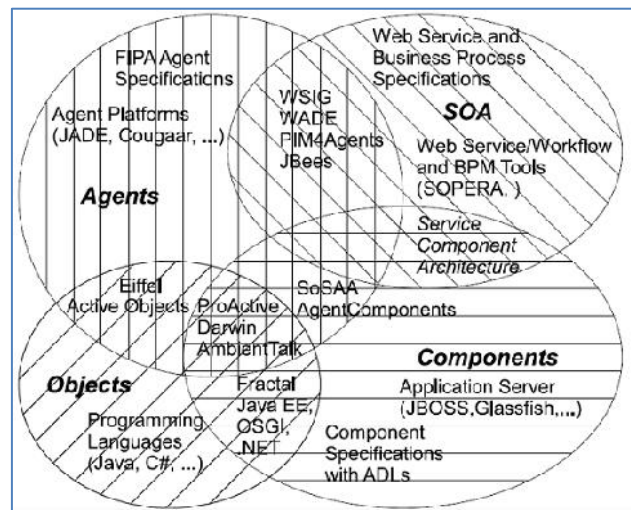 FIPA Agent
Specifications
Agent Platforms
(JADE, Cougaar, ...)
Agents
WSIG
WADE
PIM4Agents
JBees
Web Service and
Business Process
Specifications
SOA
Web Service/Workflow
and BPM Tools
(SOPERA, )
Service
Component
Architecture
Eiffel
Active Objects
ProActive
Darwin
AmbientTalk
SoSAA
AgentComponents
Objects
Programming
Languages
(Java, C#, ...)
Fractal
Java EE,
OSGI,
.NET
Components
Application Server
(JBOSS,Glassfish,...)
Component
Specifications
with ADLs